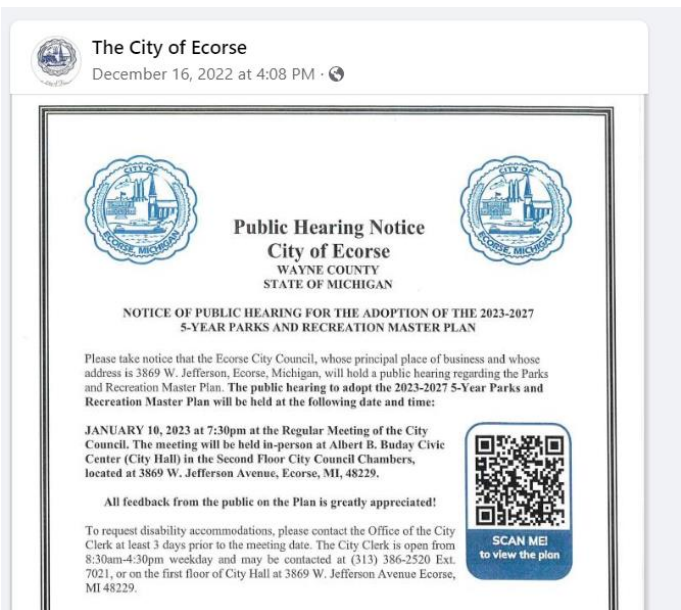 The City of Ecorse
December 16, 2022 at 4:08 PM ·
CITY OF
ECORSE, MICHIGAN
CITY OF
ECORSE, MICHIGAN
Public Hearing Notice
City of Ecorse
WAYNE COUNTY
STATE OF MICHIGAN
NOTICE OF PUBLIC HEARING FOR THE ADOPTION OF THE 2023-2027
5-YEAR PARKS AND RECREATION MASTER PLAN
Please take notice that the Ecorse City Council, whose principal place of business and whose
address is 3869 W. Jefferson, Ecorse, Michigan, will hold a public hearing regarding the Parks
and Recreation Master Plan. The public hearing to adopt the 2023-2027 5-Year Parks and
Recreation Master Plan will be held at the following date and time:
JANUARY 10, 2023 at 7:30pm at the Regular Meeting of the City
Council. The meeting will be held in-person at Albert B. Buday Civic
Center (City Hall) in the Second Floor City Council Chambers,
located at 3869 W. Jefferson Avenue, Ecorse, MI, 48229.
All feedback from the public on the Plan is greatly appreciated!
To request disability accommodations, please contact the Office of the City
Clerk at least 3 days prior to the meeting date. The City Clerk is open from
8:30am-4:30pm weekday and may be contacted at (313) 386-2520 Ext.
7021, or on the first floor of City Hall at 3869 W. Jefferson Avenue Ecorse,
MI 48229.
SCAN ME!
to view the plan